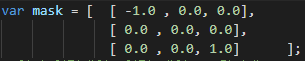 var mask = [  [ -1.0 , 0.0, 0.0],
[ 0.0 , 0.0, 0.0],
[ 0.0 , 0.0, 1.0]      ];